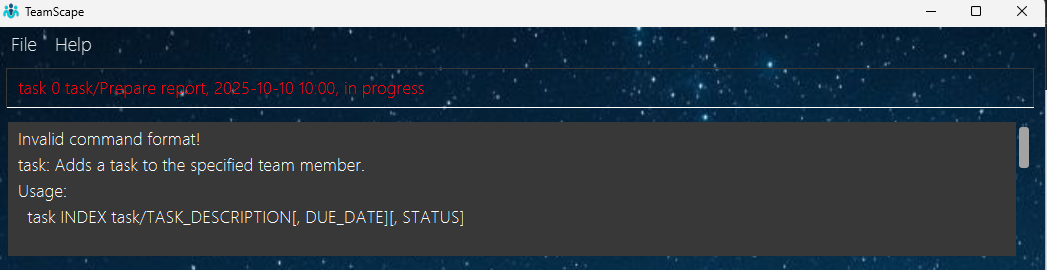 TeamScape
File Help
task 0 task/Prepare report, 2025-10-10 10:00, in progress
Invalid command format!
task: Adds a task to the specified team member.
Usage:
task INDEX task/TASK_DESCRIPTION[, DUE_DATE][, STATUS]